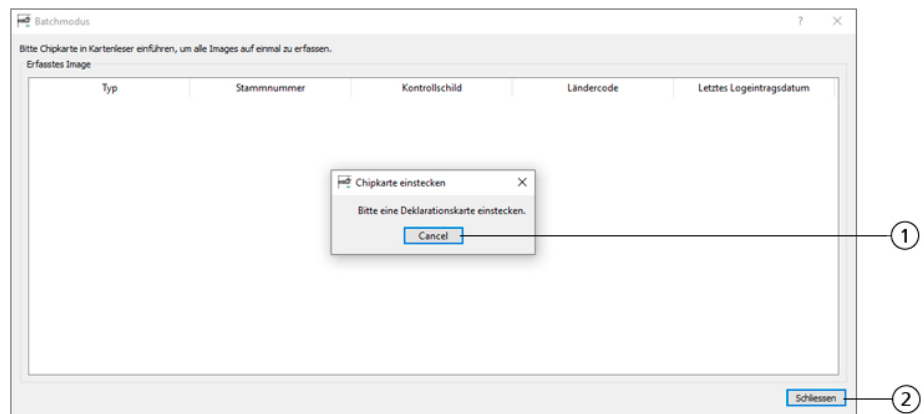 Batchmodus
Bitte Chipkarte in Kartenleser einführen, um alle Images auf einmal zu erfassen.
Erfasstes Image
Typ Stammnummer Kontrollschild Ländercode Letztes Logeintragsdatum
Chipkarte einstecken
Bitte eine Deklarationskarte einstecken.
Cancel
1
Schliessen
2